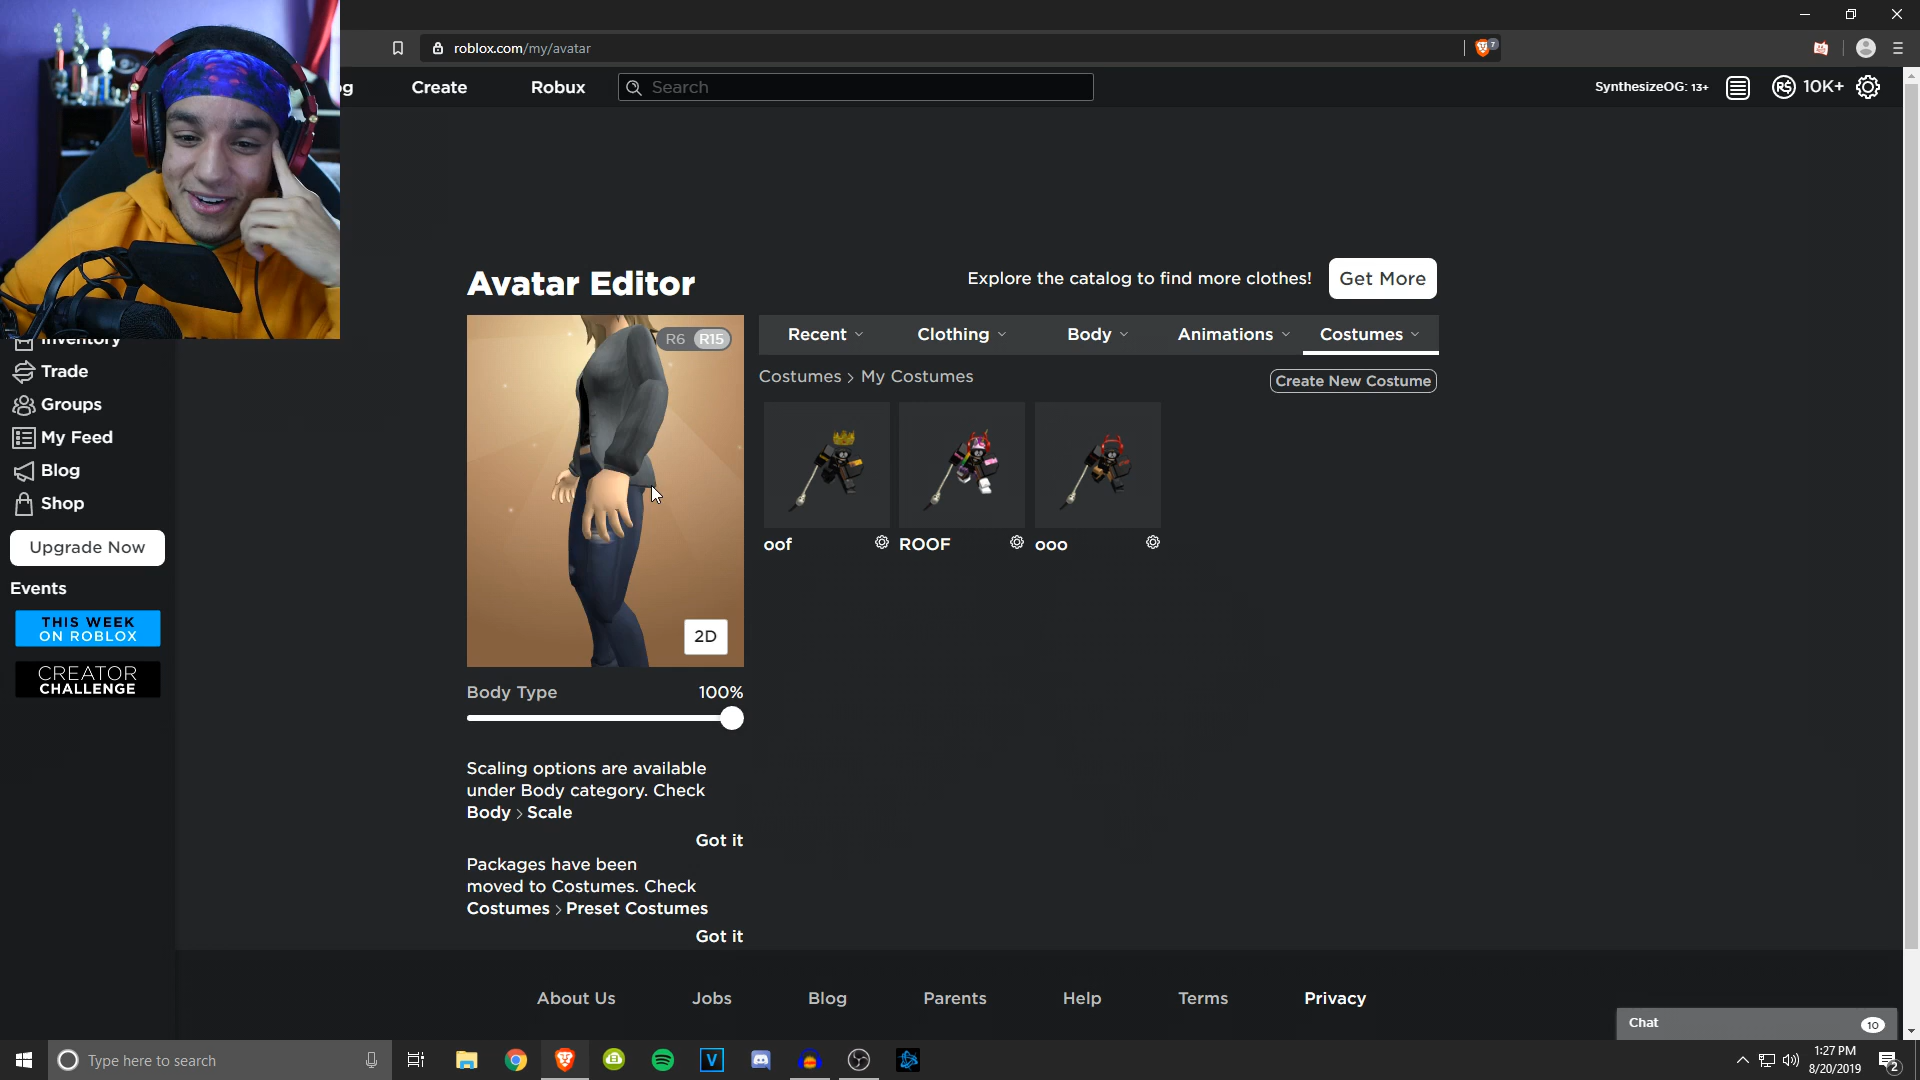 roblox.com/my/avatar
7
Create
Robux
Search
SynthesizeOG: 13+
10K+
Avatar Editor
Explore the catalog to find more clothes!
Get More
R6
R15
Recent
Clothing
Body
Animations
Costumes
Inventory
Trade
Groups
My Feed
Blog
Shop
Upgrade Now
Events
THIS WEEK
ON ROBLOX
CREATOR
CHALLENGE
Costumes > My Costumes
Create New Costume
oof
ROOF
ooo
2D
Body Type
100%
Scaling options are available
under Body category. Check
Body > Scale
Got it
Packages have been
moved to Costumes. Check
Costumes > Preset Costumes
Got it
About Us
Jobs
Blog
Parents
Help
Terms
Privacy
Chat
10
Type here to search
V
1:27 PM
8/20/2019
2